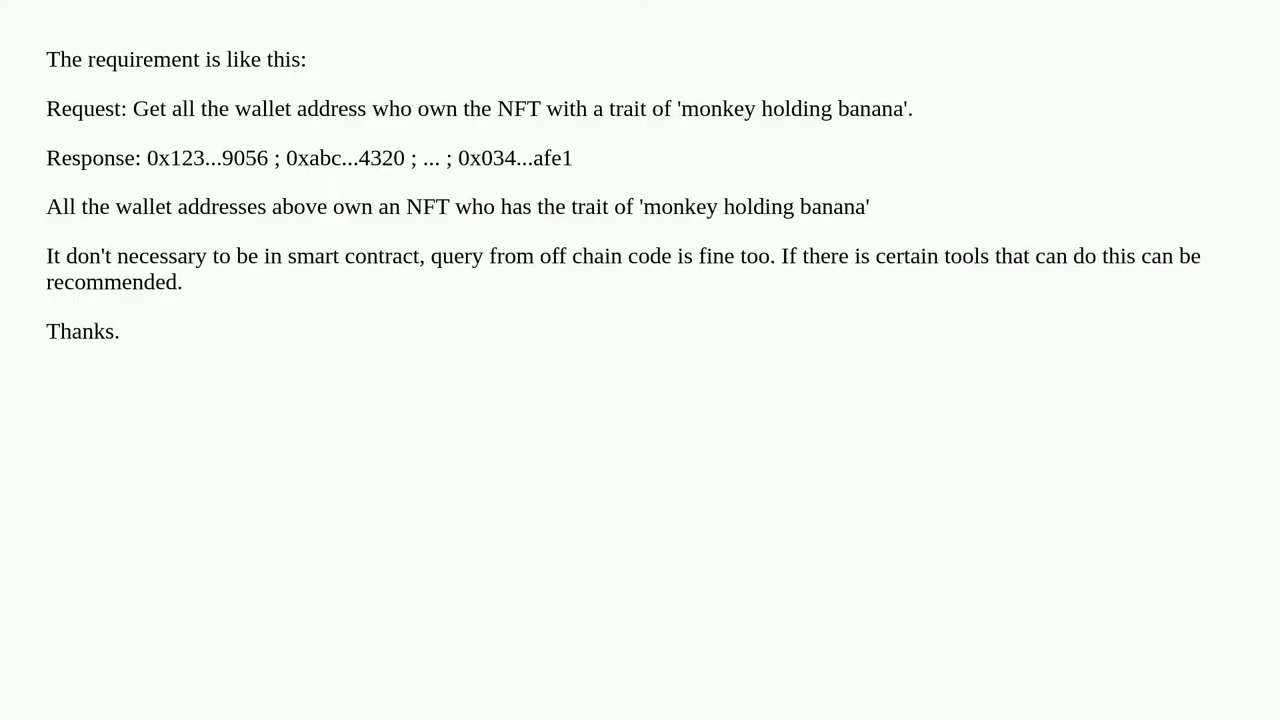 The requirement is like this:
Request: Get all the wallet address who own the NFT with a trait of 'monkey holding banana'.
Response: 0x123...9056 ; 0xabc...4320 ; ... ; 0x034...afe1
All the wallet addresses above own an NFT who has the trait of 'monkey holding banana'
It don't necessary to be in smart contract, query from off chain code is fine too. If there is certain tools that can do this can be
recommended.
Thanks.